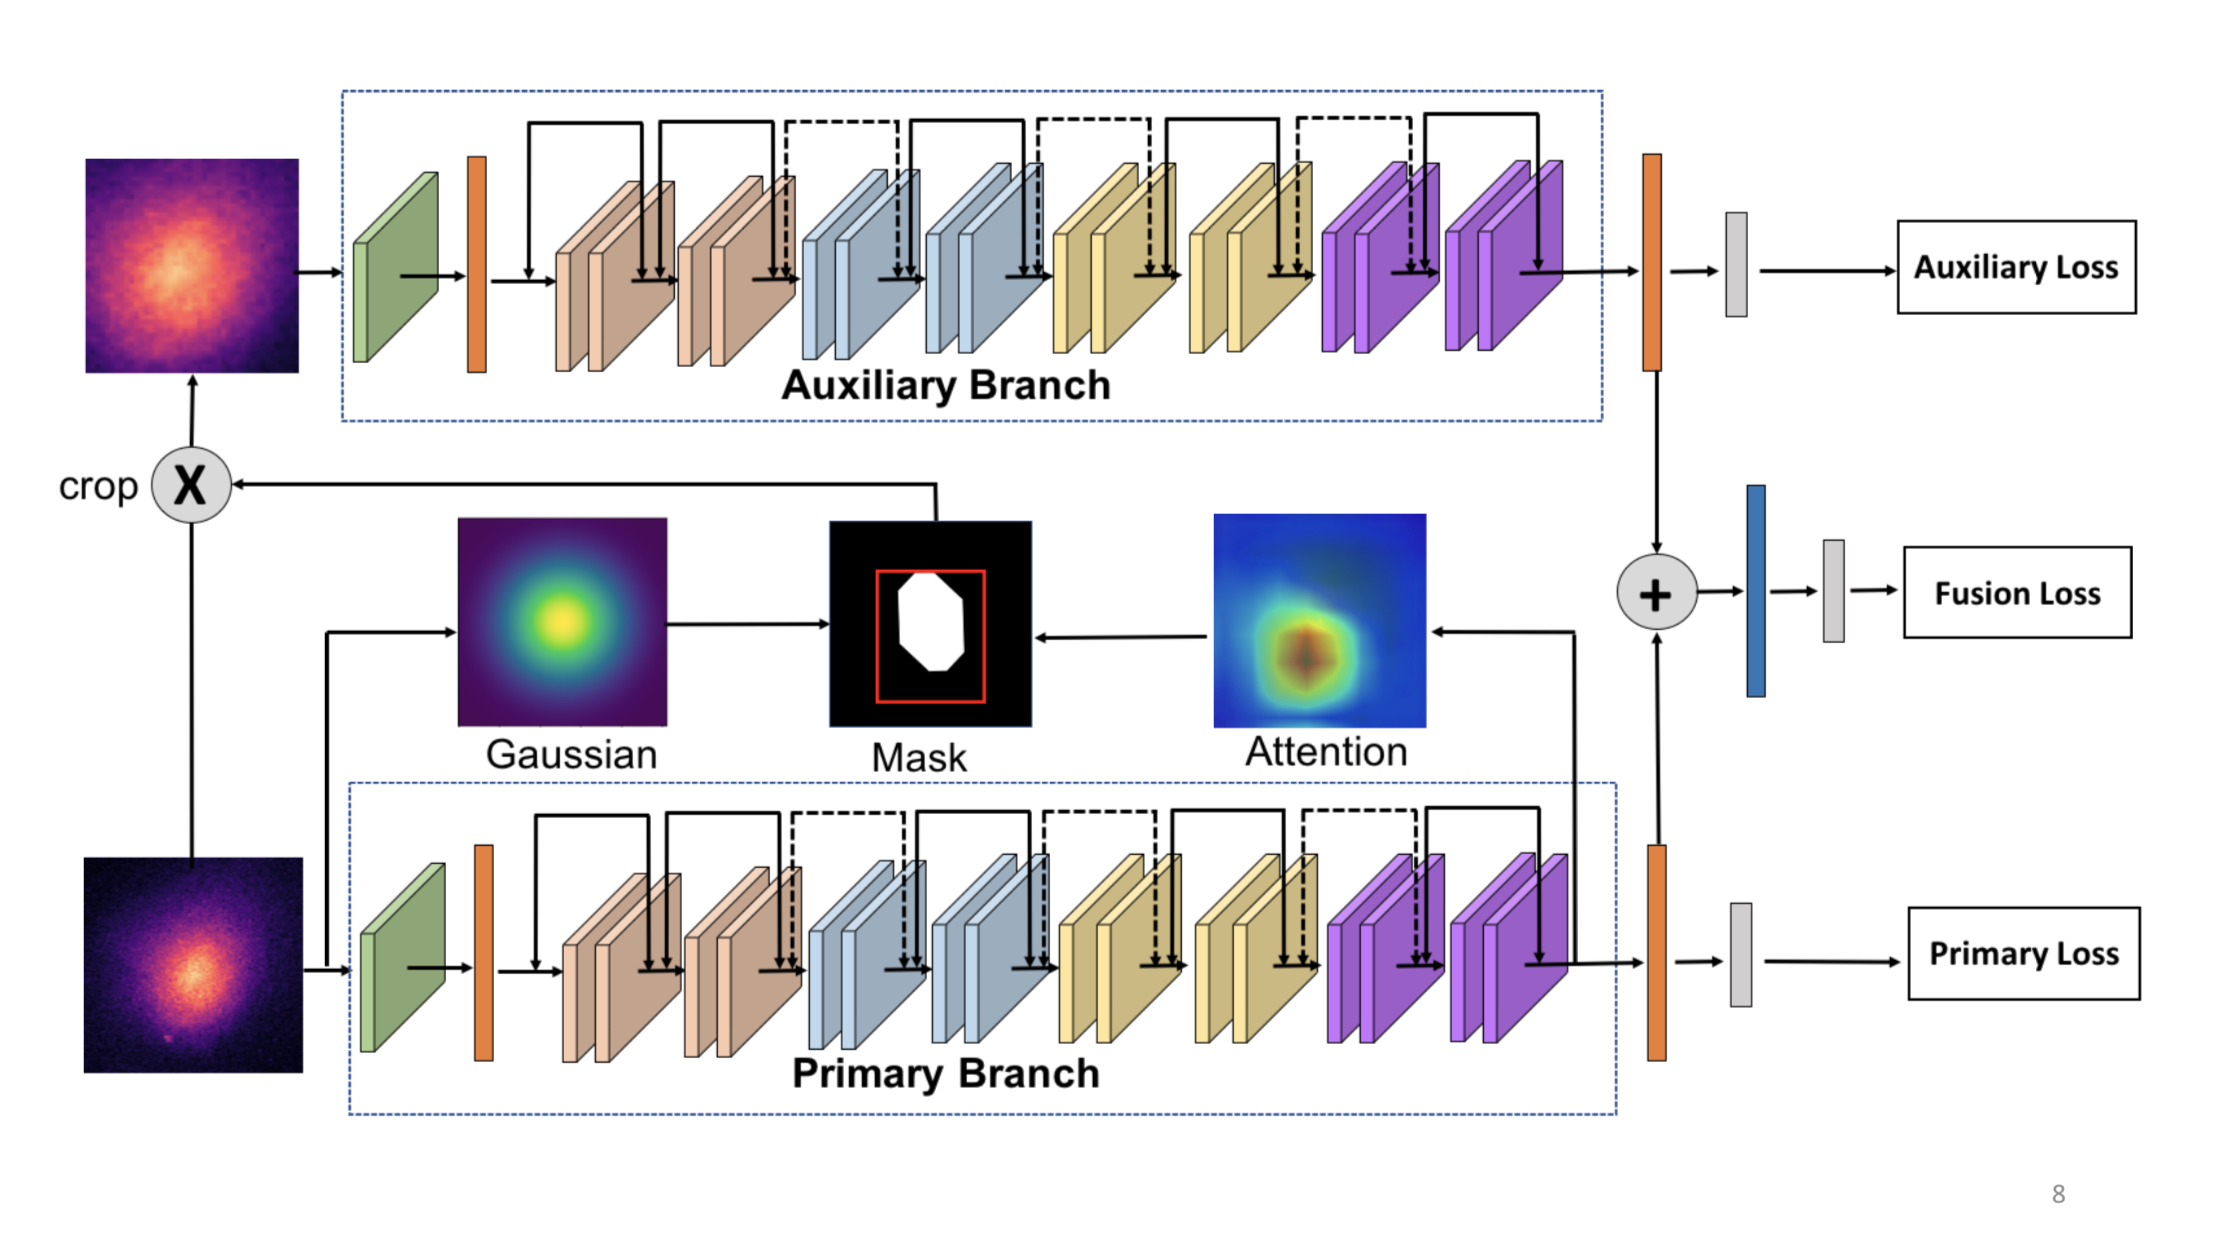 Auxiliary Branch
Auxiliary Loss
crop
X
+
Fusion Loss
Gaussian
Mask
Attention
Primary Branch
Primary Loss
8